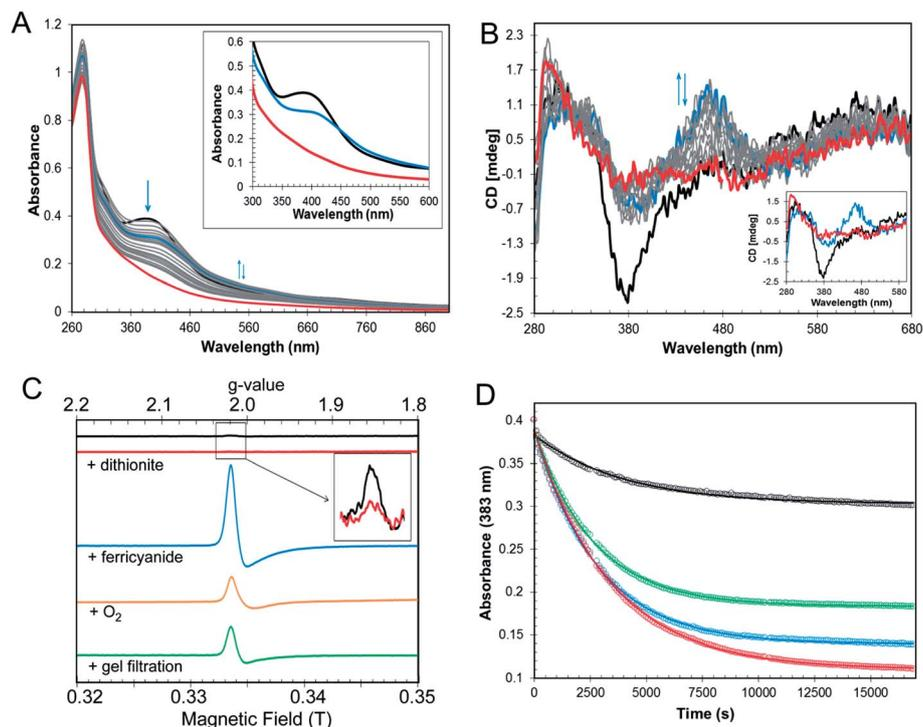 A
1.2
1
0.8
0.6
0.4
0.2
0
Absorbance
260 360 460 560 660 760 860
Wavelength (nm)
0.6
0.5
0.4
0.3
0.2
0.1
0
Absorbance
300 350 400 450 500 550 600
Wavelength (nm)
B
2.3
1.7
1.1
0.5
-0.1
-0.7
-1.3
-1.9
-2.5
CD [mdeg]
280 380 480 580 680
Wavelength (nm)
1.5
0.5
-0.5
-1.5
-2.5
CD [mdeg]
280 380 480 580
Wavelength (nm)
C
g-value
2.2 2.1 2.0 1.9 1.8
+ dithionite
+ ferricyanide
+ O2
+ gel filtration
0.32 0.33 0.34 0.35
Magnetic Field (T)
D
0.4
0.35
0.3
0.25
0.2
0.15
0.1
Absorbance (383 nm)
0 2500 5000 7500 10000 12500 15000
Time (s)